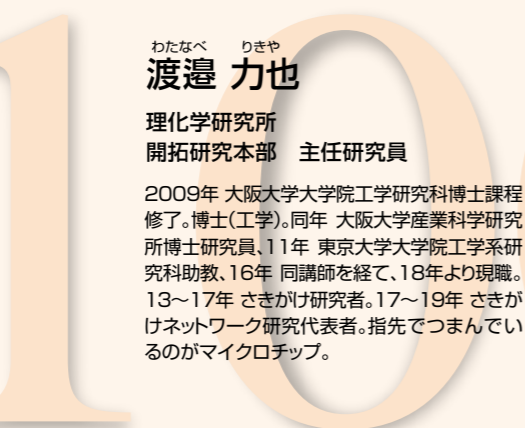 わたなべ りきや
渡邉 力也
理化学研究所
開拓研究本部 主任研究員
2009年 大阪大学大学院工学研究科博士課程
修了。博士(工学)。同年 大阪大学産業科学研究
所博士研究員、11年 東京大学大学院工学系研
究科助教、16年 同講師を経て、18年より現職。
13～17年 さきがけ研究者。17～19年 さきが
けネットワーク研究代表者。指先でつまんでい
るのがマイクロチップ。